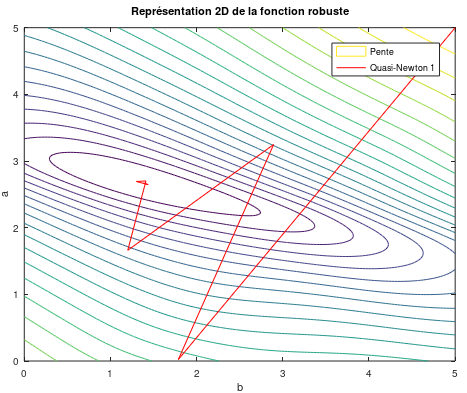 Représentation 2D de la fonction robuste
Pente
Quasi-Newton 1
5
4
3
2
1
0
a
0 1 2 3 4 5
b